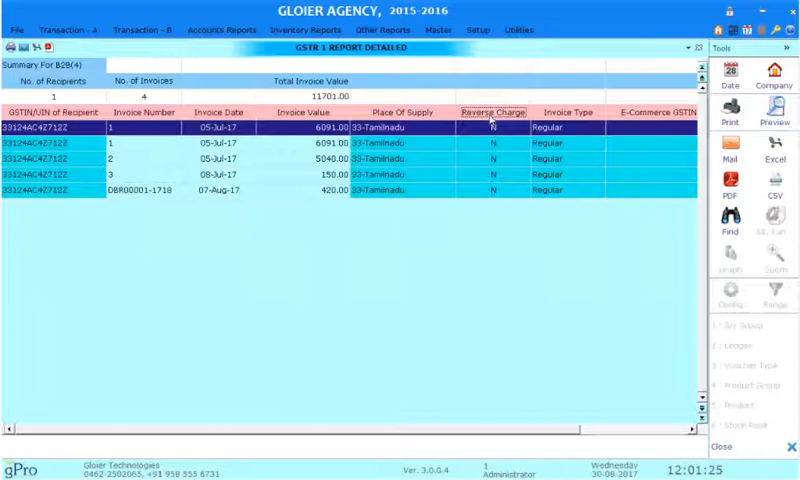 GLOIER AGENCY, 2015-2016
File Transaction - A Transaction - B Accounts Reports Inventory Reports Other Reports Master Setup Utilities
GSTR 1 REPORT DETAILED
Summary For B2B(4)
No. of Recipients No. of Invoices Total Invoice Value
1 4 11701.00
GSTIN/UIN of Recipient Invoice Number Invoice Date Invoice Value Place Of Supply Reverse Charge Invoice Type E-Commerce GSTIN
33124AC4Z712Z 1 05-Jul-17 6091.00 33-Tamilnadu N Regular
33124AC4Z712Z 1 05-Jul-17 6091.00 33-Tamilnadu N Regular
33124AC4Z712Z 2 05-Jul-17 5040.00 33-Tamilnadu N Regular
33124AC4Z712Z 3 08-Jul-17 150.00 33-Tamilnadu N Regular
33124AC4Z712Z DBR00001-1718 07-Aug-17 420.00 33-Tamilnadu N Regular
Tools »
Date Company
Print Preview
Mail Excel
PDF CSV
Find
Graph Zoom
Config. Range
2 : Ledger
3 : Voucher Type
4 : Product Group
5 : Product
Close
gPro Gloier Technologies
0462-2502065, +91 958 555 6731
Ver. 3.0.0.4
1
Administrator
Wednesday
30-08-2017
12:01:25